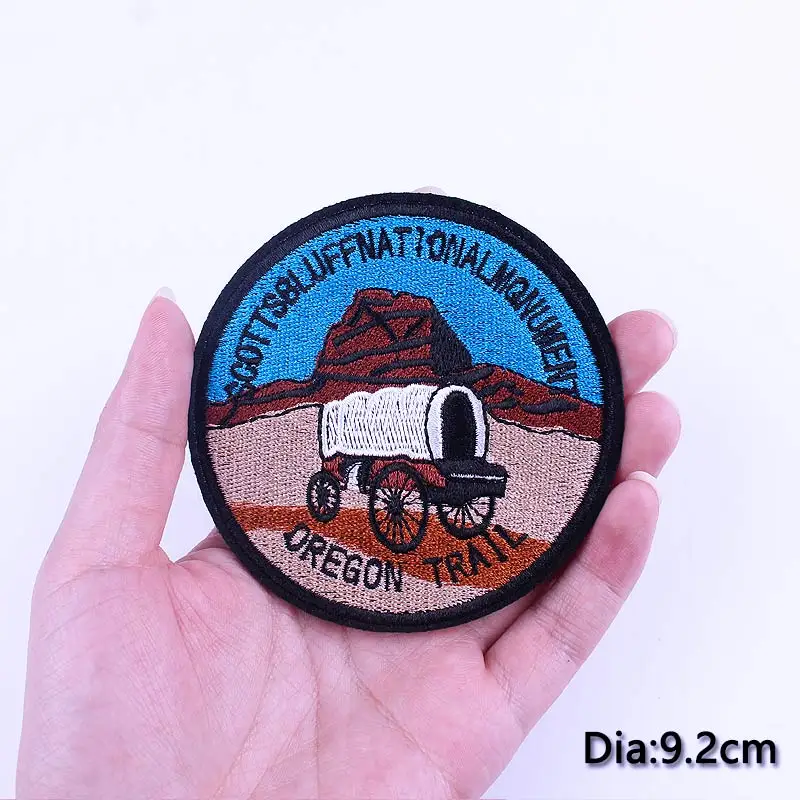 SCOTTSBLUFFNATIONALMONUMENT
OREGON TRAIL
Dia:9.2cm